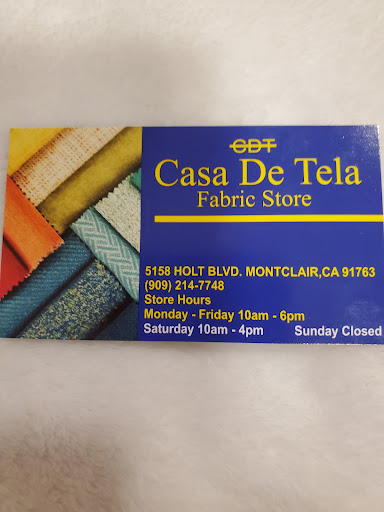 CDT
Casa De Tela
Fabric Store
5158 HOLT BLVD. MONTCLAIR,CA 91763
(909) 214-7748
Store Hours
Monday - Friday 10am - 6pm
Saturday 10am - 4pm Sunday Closed